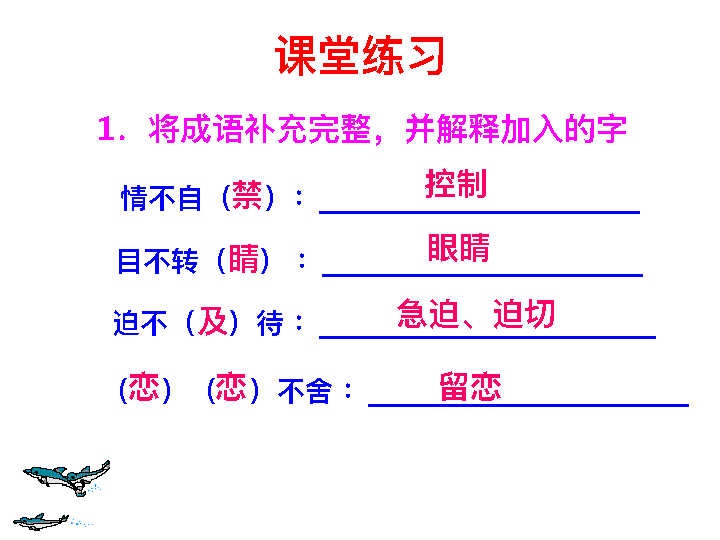 课堂练习
1．将成语补充完整，并解释加入的字
情不自（禁）：控制
目不转（睛）：眼睛
迫不（及）待：急迫、迫切
（恋）（恋）不舍：留恋